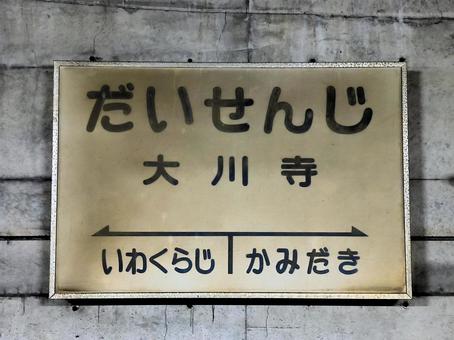 だいせんじ
大川寺
いわくらじ かみだき